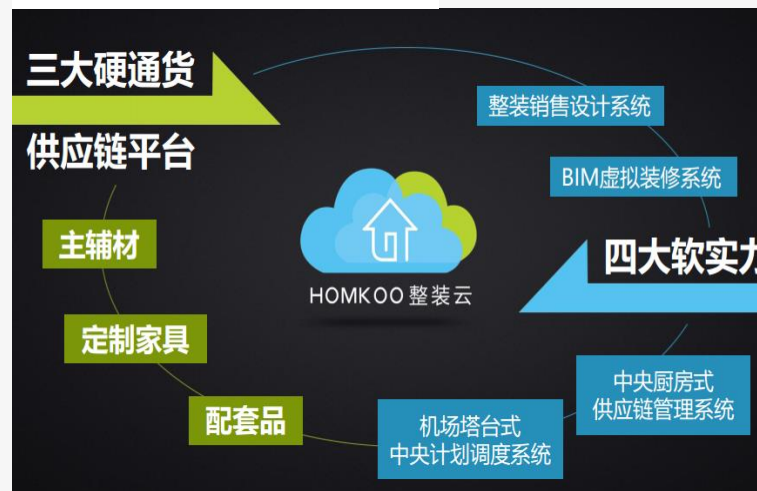 三大硬通货
供应链平台
主辅材
定制家具
配套品
HOMKOO 整装云
整装销售设计系统
BIM虚拟装修系统
四大软实力
中央厨房式
供应链管理系统
机场塔台式
中央计划调度系统